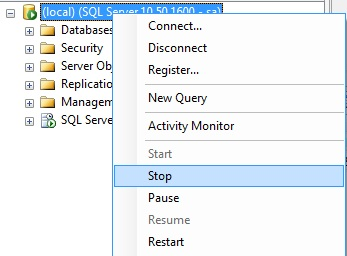 (local) (SQL Server 10.50.1600 - sa)
Databases
Security
Server Obj
Replicatio
Managem
SQL Serve
Connect...
Disconnect
Register...
New Query
Activity Monitor
Start
Stop
Pause
Resume
Restart